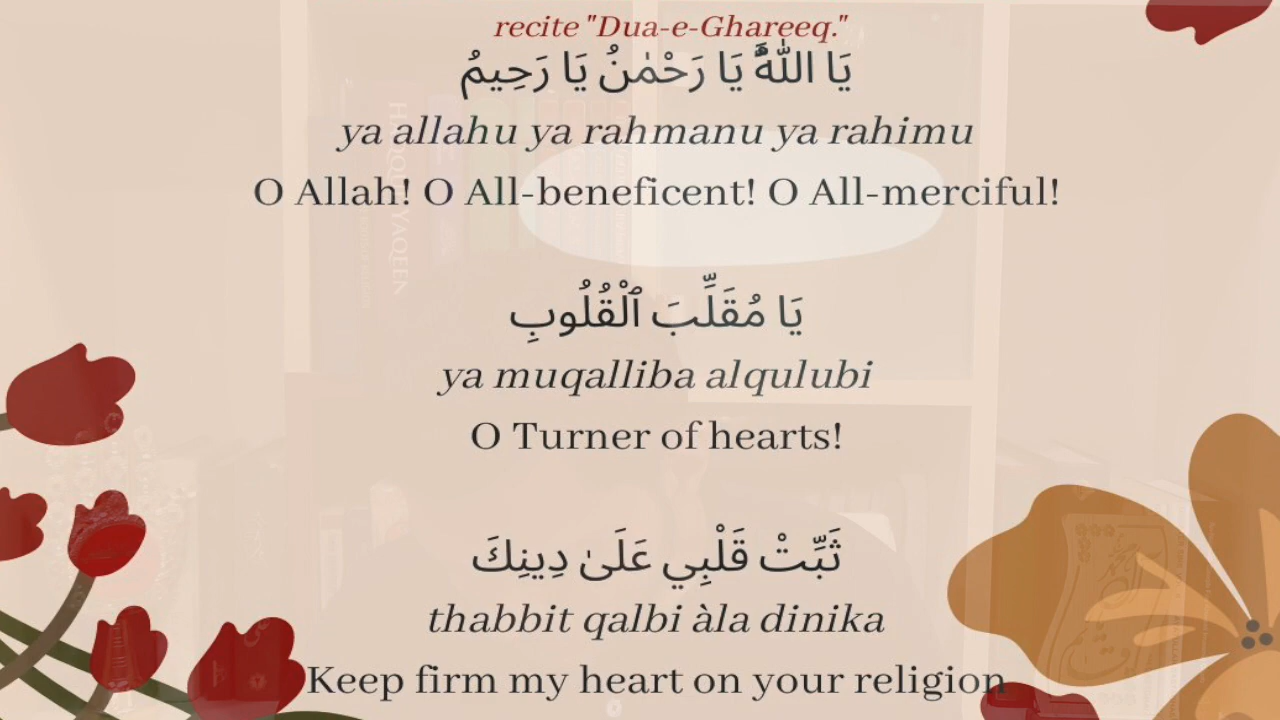 recite "Dua-e-Ghareeq."
يَا اللّٰهُ يَا رَحْمٰنُ يَا رَحِيمُ
ya allahu ya rahmanu ya rahimu
O Allah! O All-beneficent! O All-merciful!
يَا مُقَلِّبَ ٱلْقُلُوبِ
ya muqalliba alqulubi
O Turner of hearts!
ثَبِّتْ قَلْبِي عَلَىٰ دِينِكَ
thabbit qalbi àla dinika
Keep firm my heart on your religion